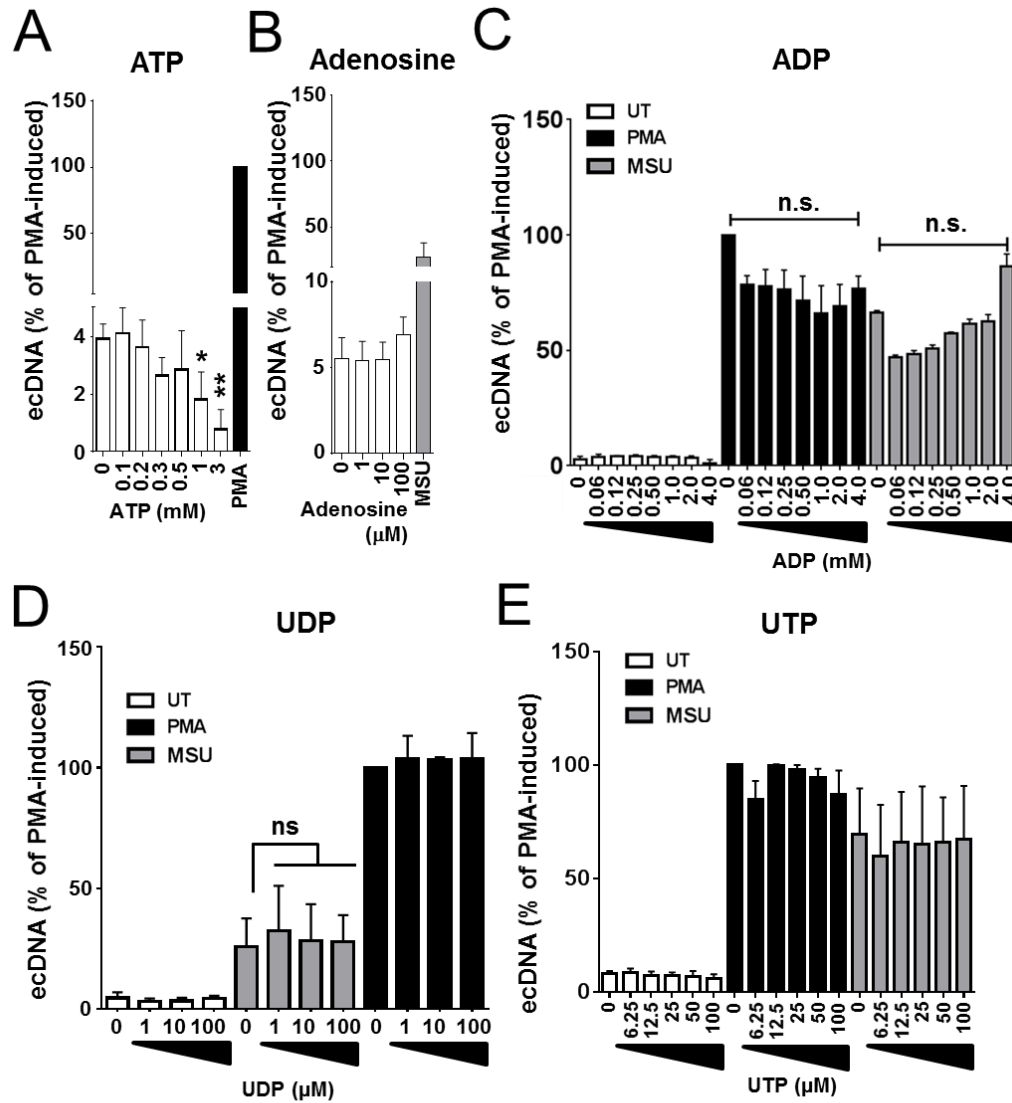 A
ATP
ecDNA (% of PMA-induced)
150
100
50
4
2
0
0 0.1 0.2 0.3 0.5 1 3 PMA
* **
ATP (mM)
B
Adenosine
ecDNA (% of PMA-induced)
150
100
50
10
5
0
0 1 10 100 MSU
Adenosine
(µM)
C
ADP
UT
PMA
MSU
ecDNA (% of PMA-induced)
150
100
50
0
n.s.
n.s.
0 0.06 0.12 0.25 0.50 1.0 2.0 4.0 0 0.06 0.12 0.25 0.50 1.0 2.0 4.0 0 0.06 0.12 0.25 0.50 1.0 2.0 4.0
ADP (mM)
D
UDP
UT
PMA
MSU
ecDNA (% of PMA-induced)
150
100
50
0
ns
0 1 10 100 0 1 10 100 0 1 10 100
UDP (µM)
E
UTP
UT
PMA
MSU
ecDNA (% of PMA-induced)
150
100
50
0
0 6.25 12.5 25 50 100 0 6.25 12.5 25 50 100 0 6.25 12.5 25 50 100
UTP (µM)